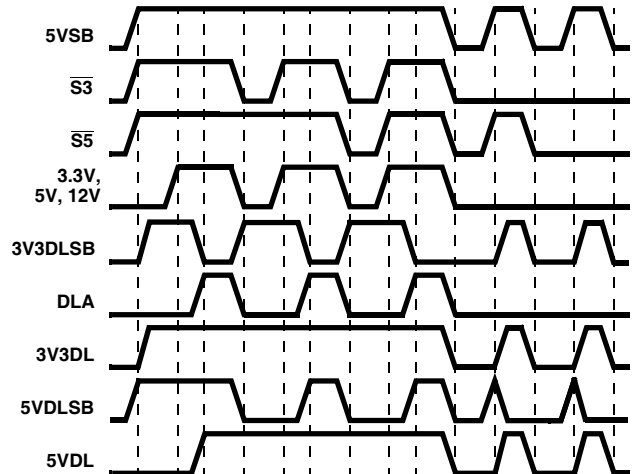 5VSB
S3
S5
3.3V,
5V, 12V
3V3DLSB
DLA
3V3DL
5VDLSB
5VDL